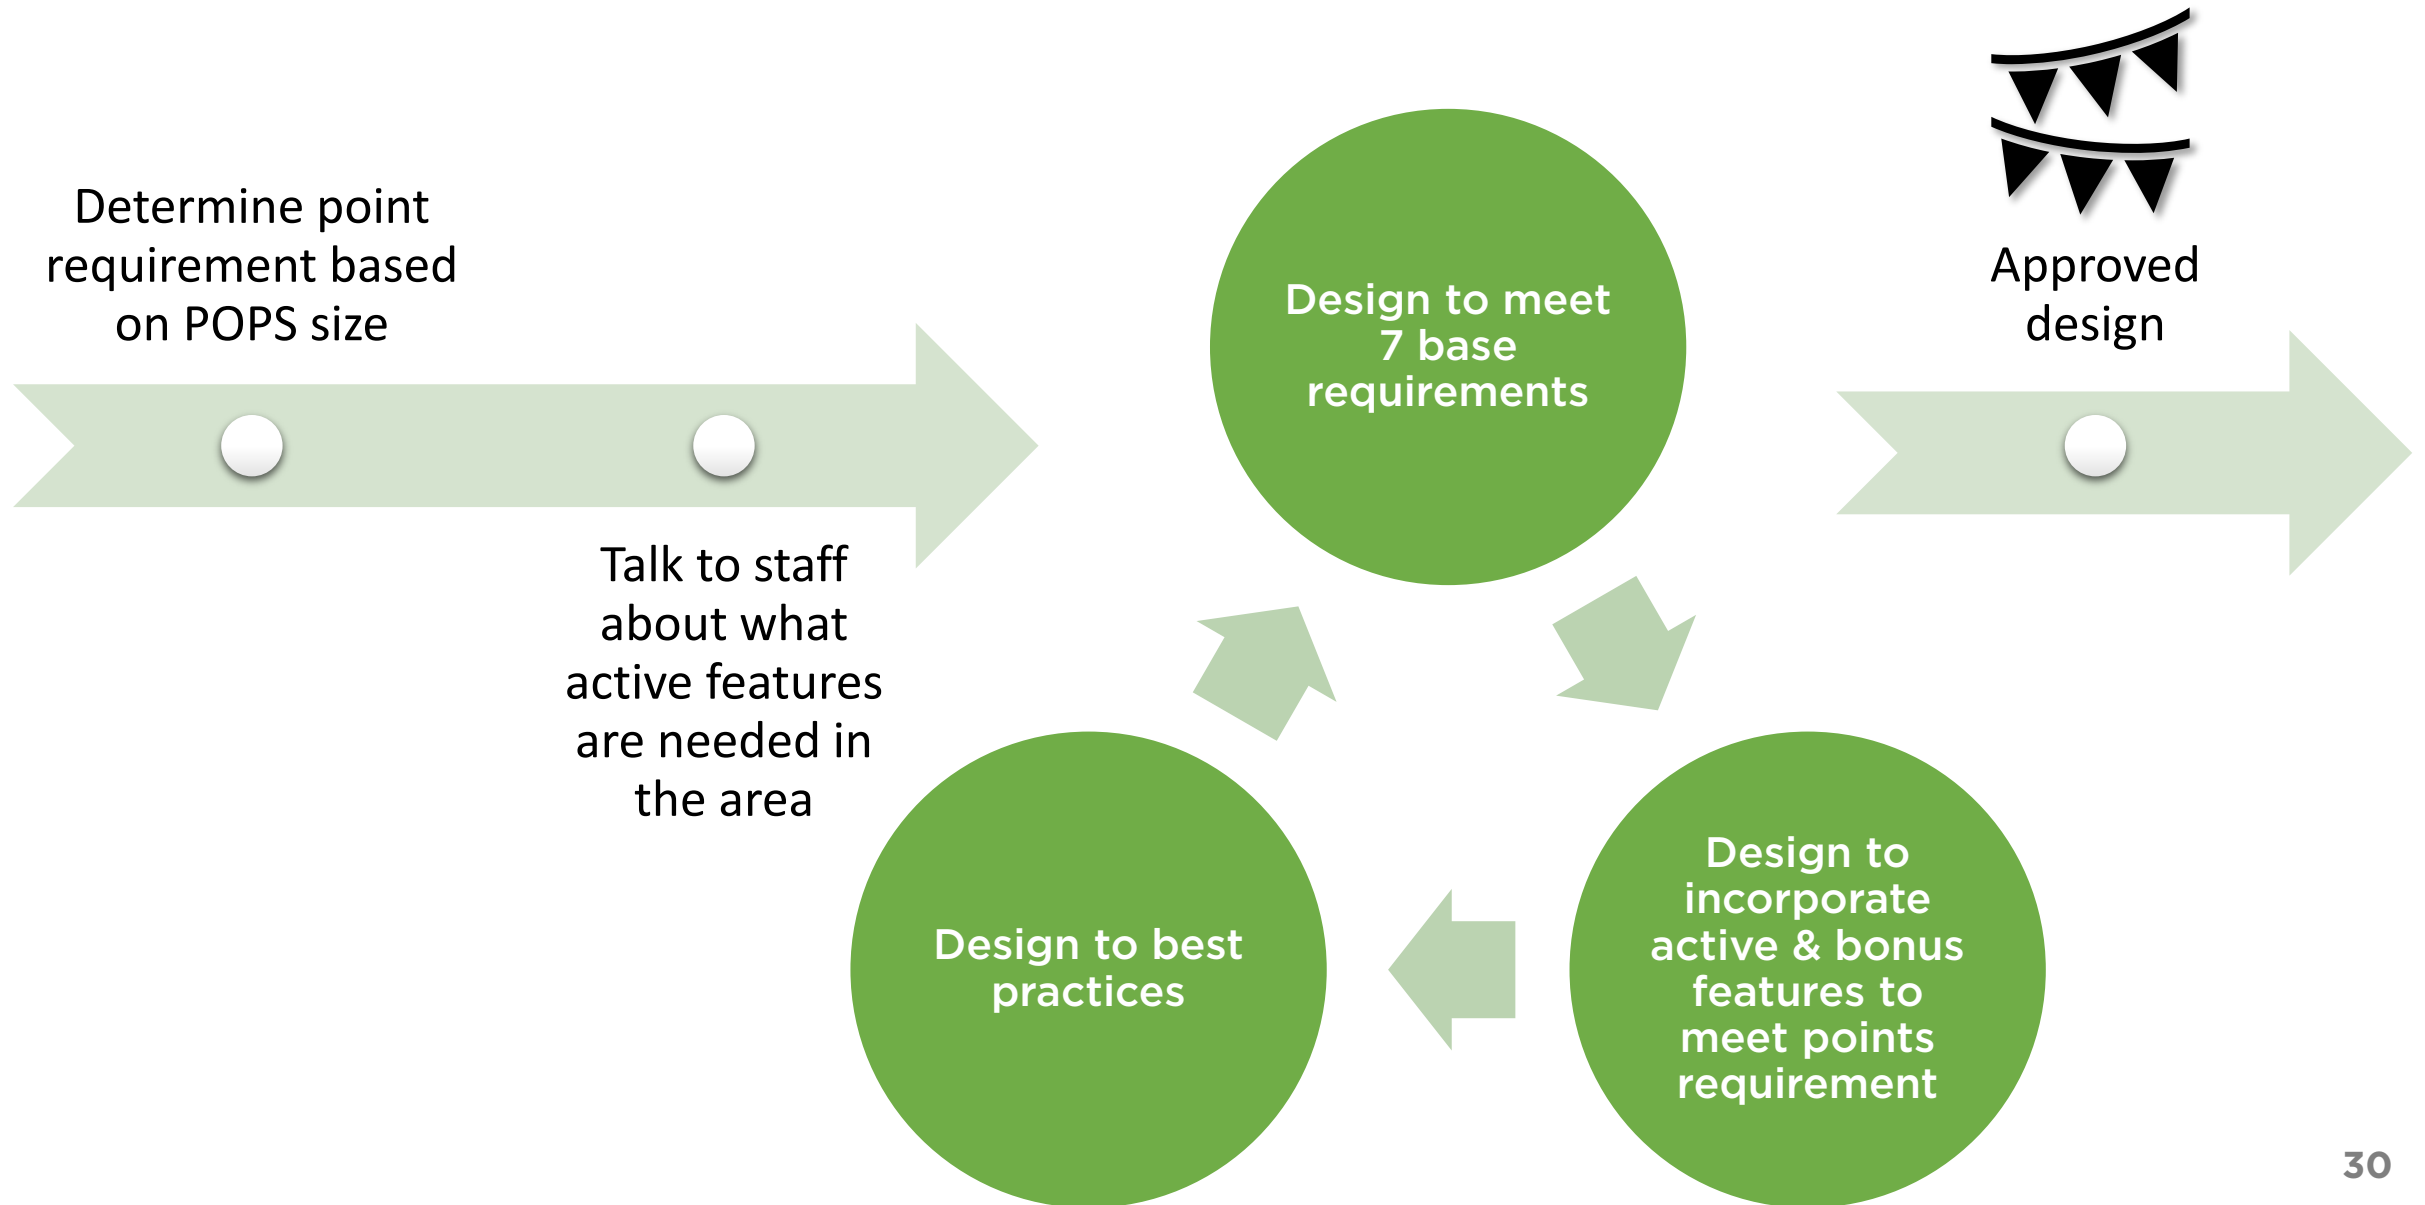 Determine point
requirement based
on POPS size
Talk to staff
about what
active features
are needed in
the area
Design to meet
7 base
requirements
Design to
incorporate
active & bonus
features to
meet points
requirement
Design to best
practices
Approved
design
30